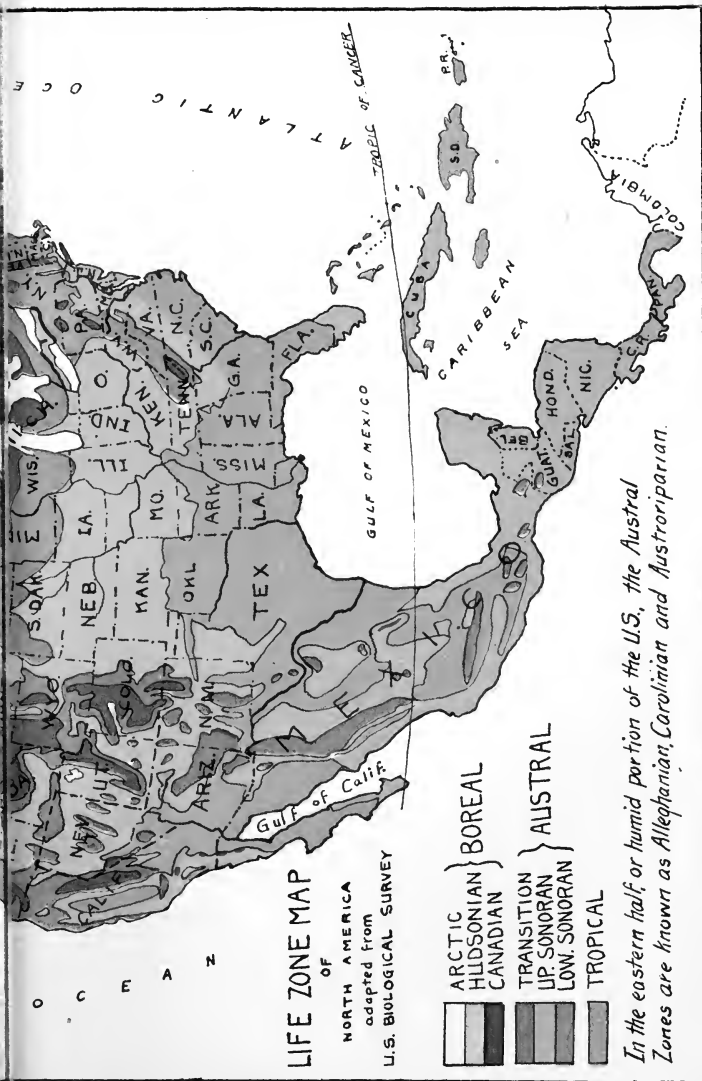 LIFE ZONE MAP
OF
NORTH AMERICA
adapted from
U.S. BIOLOGICAL SURVEY
ARCTIC
HUDSONIAN
CANADIAN
BOREAL
TRANSITION
UP. SONORAN
LOW. SONORAN
AUSTRAL
TROPICAL
In the eastern half, or humid portion of the U.S., the Austral
Zones are known as Alleghanian, Carolinian and Austroriparian.
OCEAN
ATLANTIC
OCE
TROPIC OF CANCER
GULF OF MEXICO
CARIBBEAN
SEA
Gulf of Calif.
CUBA
S.D.
P.R.
COLOMBIA
PAN.
C.R.
NIC.
HOND.
SAL
GUAT.
BEL
FLA.
G.A.
ALA
MISS.
LA.
ARK.
TEX
OKL
S.C.
N.C.
TENN.
VA.
W.VA.
KEN.
O.
IND
ILL
MO.
KAN.
IA.
NEB
S.DAK.
WIS.
N.Y.
COLO
N.M.
ARIZ.
UT.
NEV
CALIF